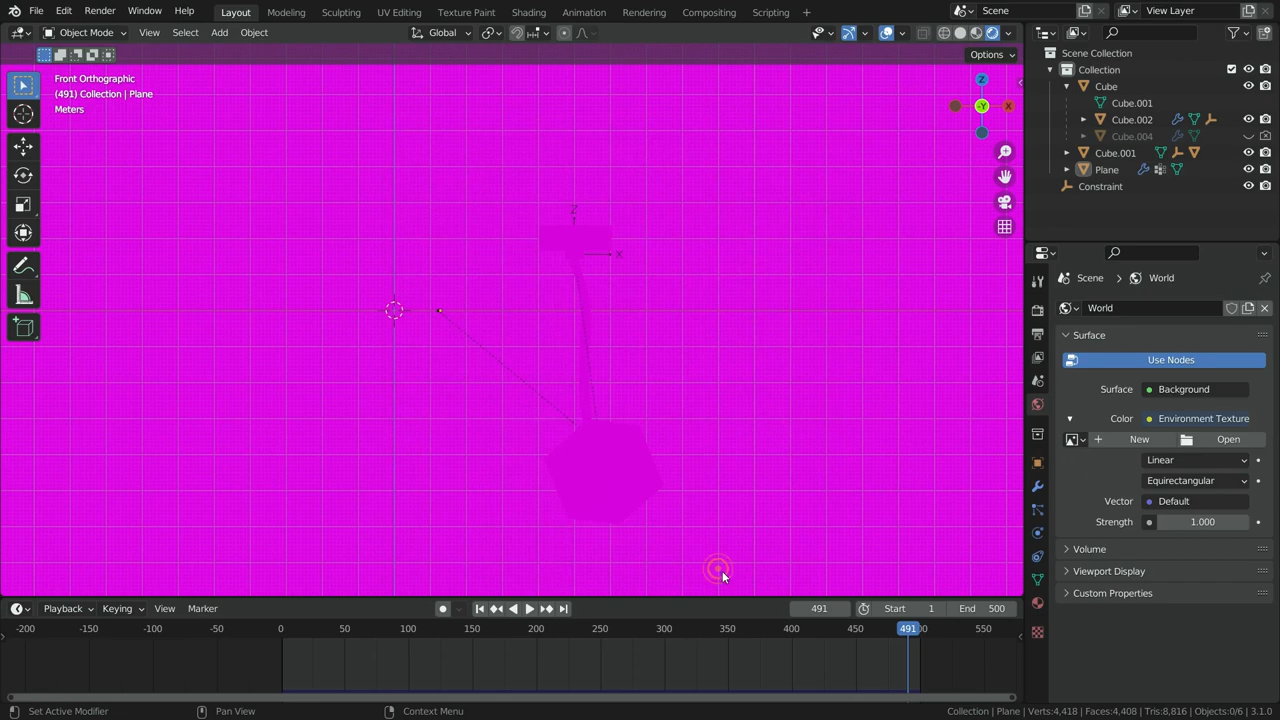 File Edit Render Window Help Layout Modeling Sculpting UV Editing Texture Paint Shading Animation Rendering Compositing Scripting + Scene View Layer
Object Mode View Select Add Object Global
Options
Front Orthographic
(491) Collection | Plane
Meters
Z
-Y
X
Z
X
Scene Collection
Collection
Cube
Cube.001
Cube.002
Cube.004
Cube.001
Plane
Constraint
Scene World
World
Surface
Use Nodes
Surface Background
Color Environment Texture
New Open
Linear
Equirectangular
Vector Default
Strength 1.000
Volume
Viewport Display
Custom Properties
Playback Keying View Marker 491 Start 1 End 500
-200 -150 -100 -50 0 50 100 150 200 250 300 350 400 450 491 00 550
Set Active Modifier Pan View Context Menu Collection | Plane Verts:4,418 | Faces:4,408 | Tris:8,816 | Objects:0/6 | 3.1.0